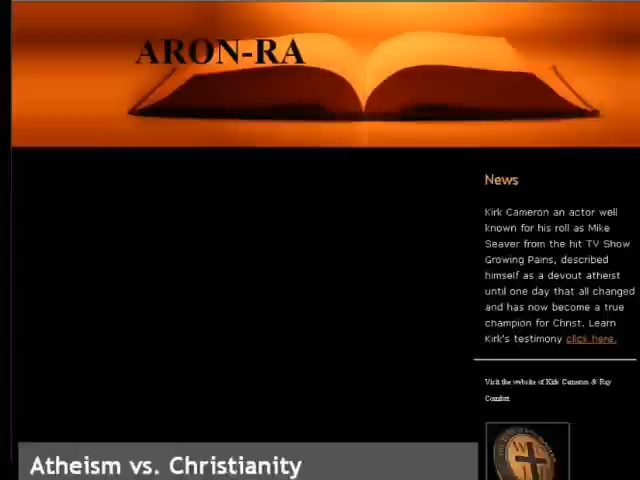 ARON-RA
News
Kirk Cameron an actor well
known for his roll as Mike
Seaver from the hit TV Show
Growing Pains, described
himself as a devout atheist
until one day that all changed
and has now become a true
champion for Christ. Learn
Kirk's testimony click here.
Visit the website of Kirk Cameron & Ray
Comfort
Atheism vs. Christianity